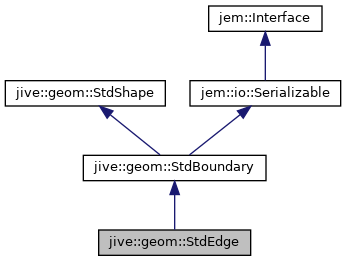 jem::Interface
jive::geom::StdShape
jem::io::Serializable
jive::geom::StdBoundary
jive::geom::StdEdge